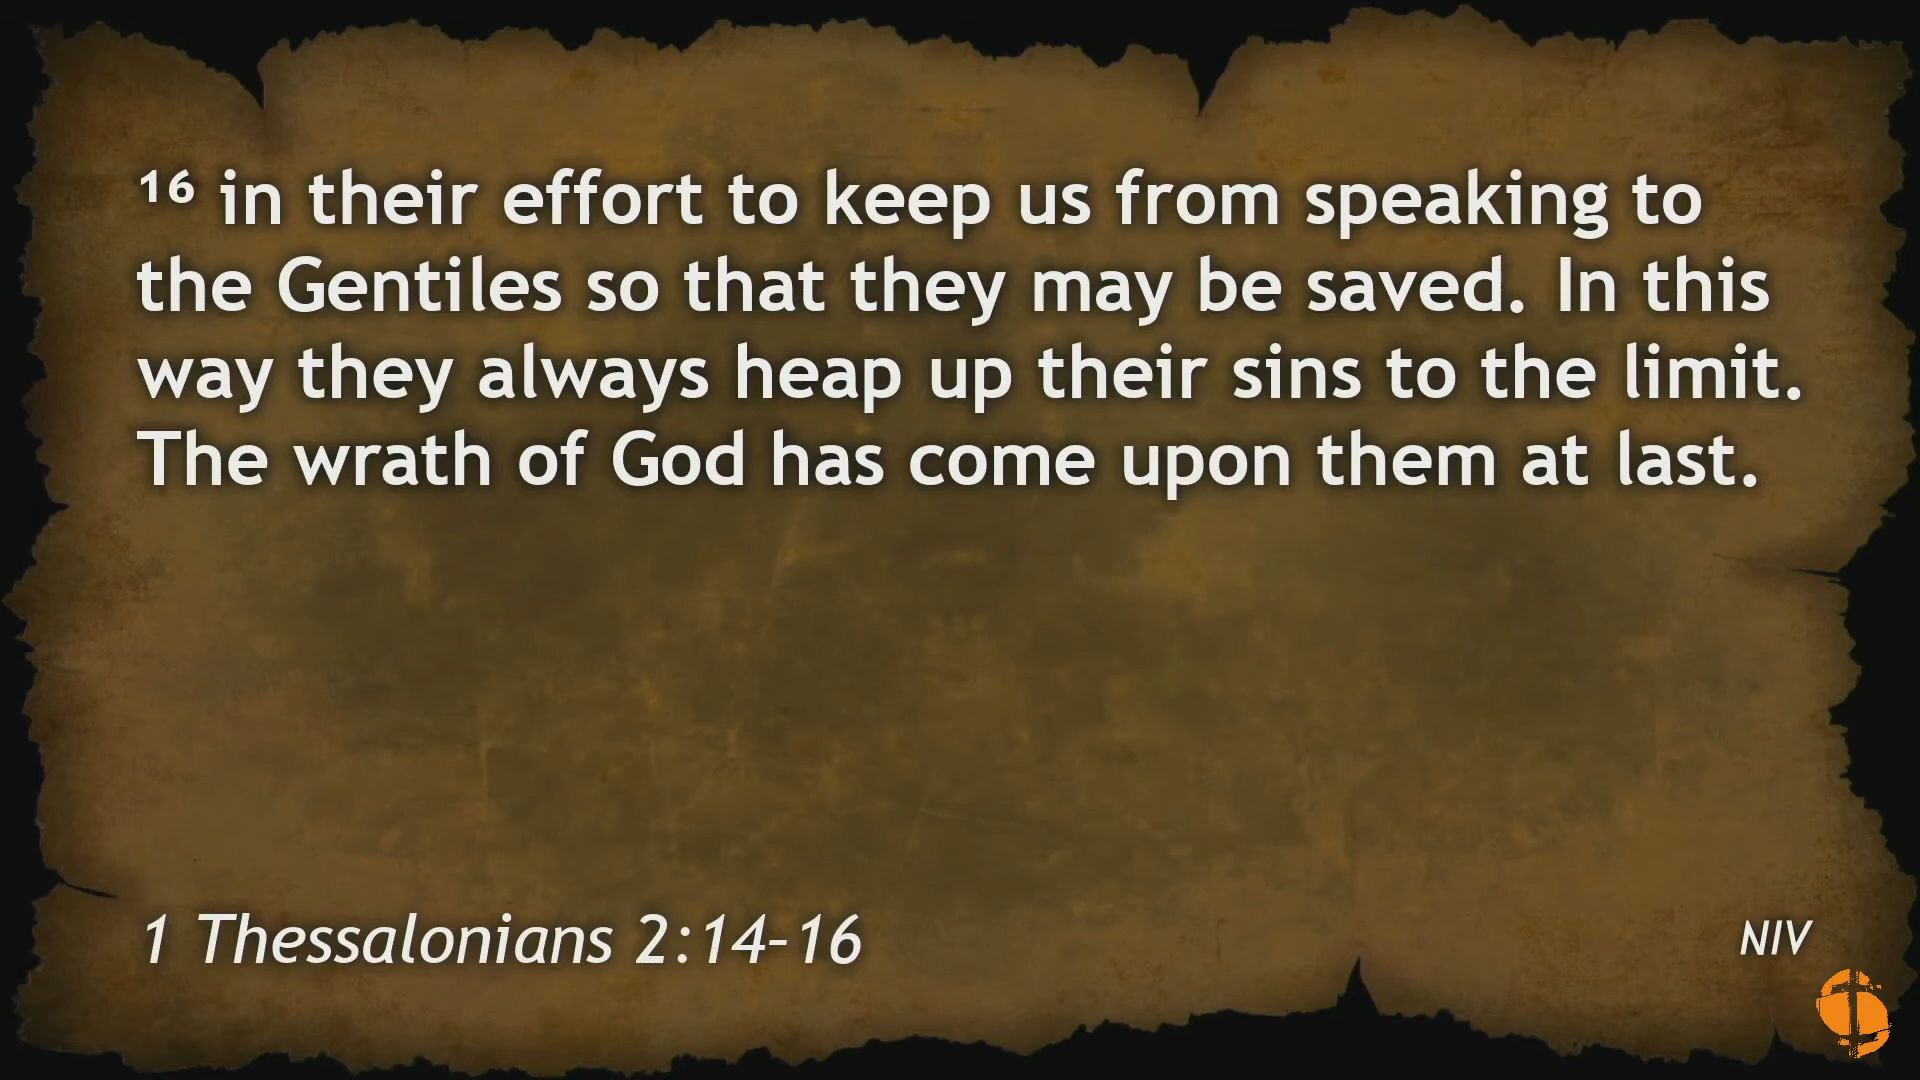 ¹⁶ in their effort to keep us from speaking to
the Gentiles so that they may be saved. In this
way they always heap up their sins to the limit.
The wrath of God has come upon them at last.
1 Thessalonians 2:14–16
NIV